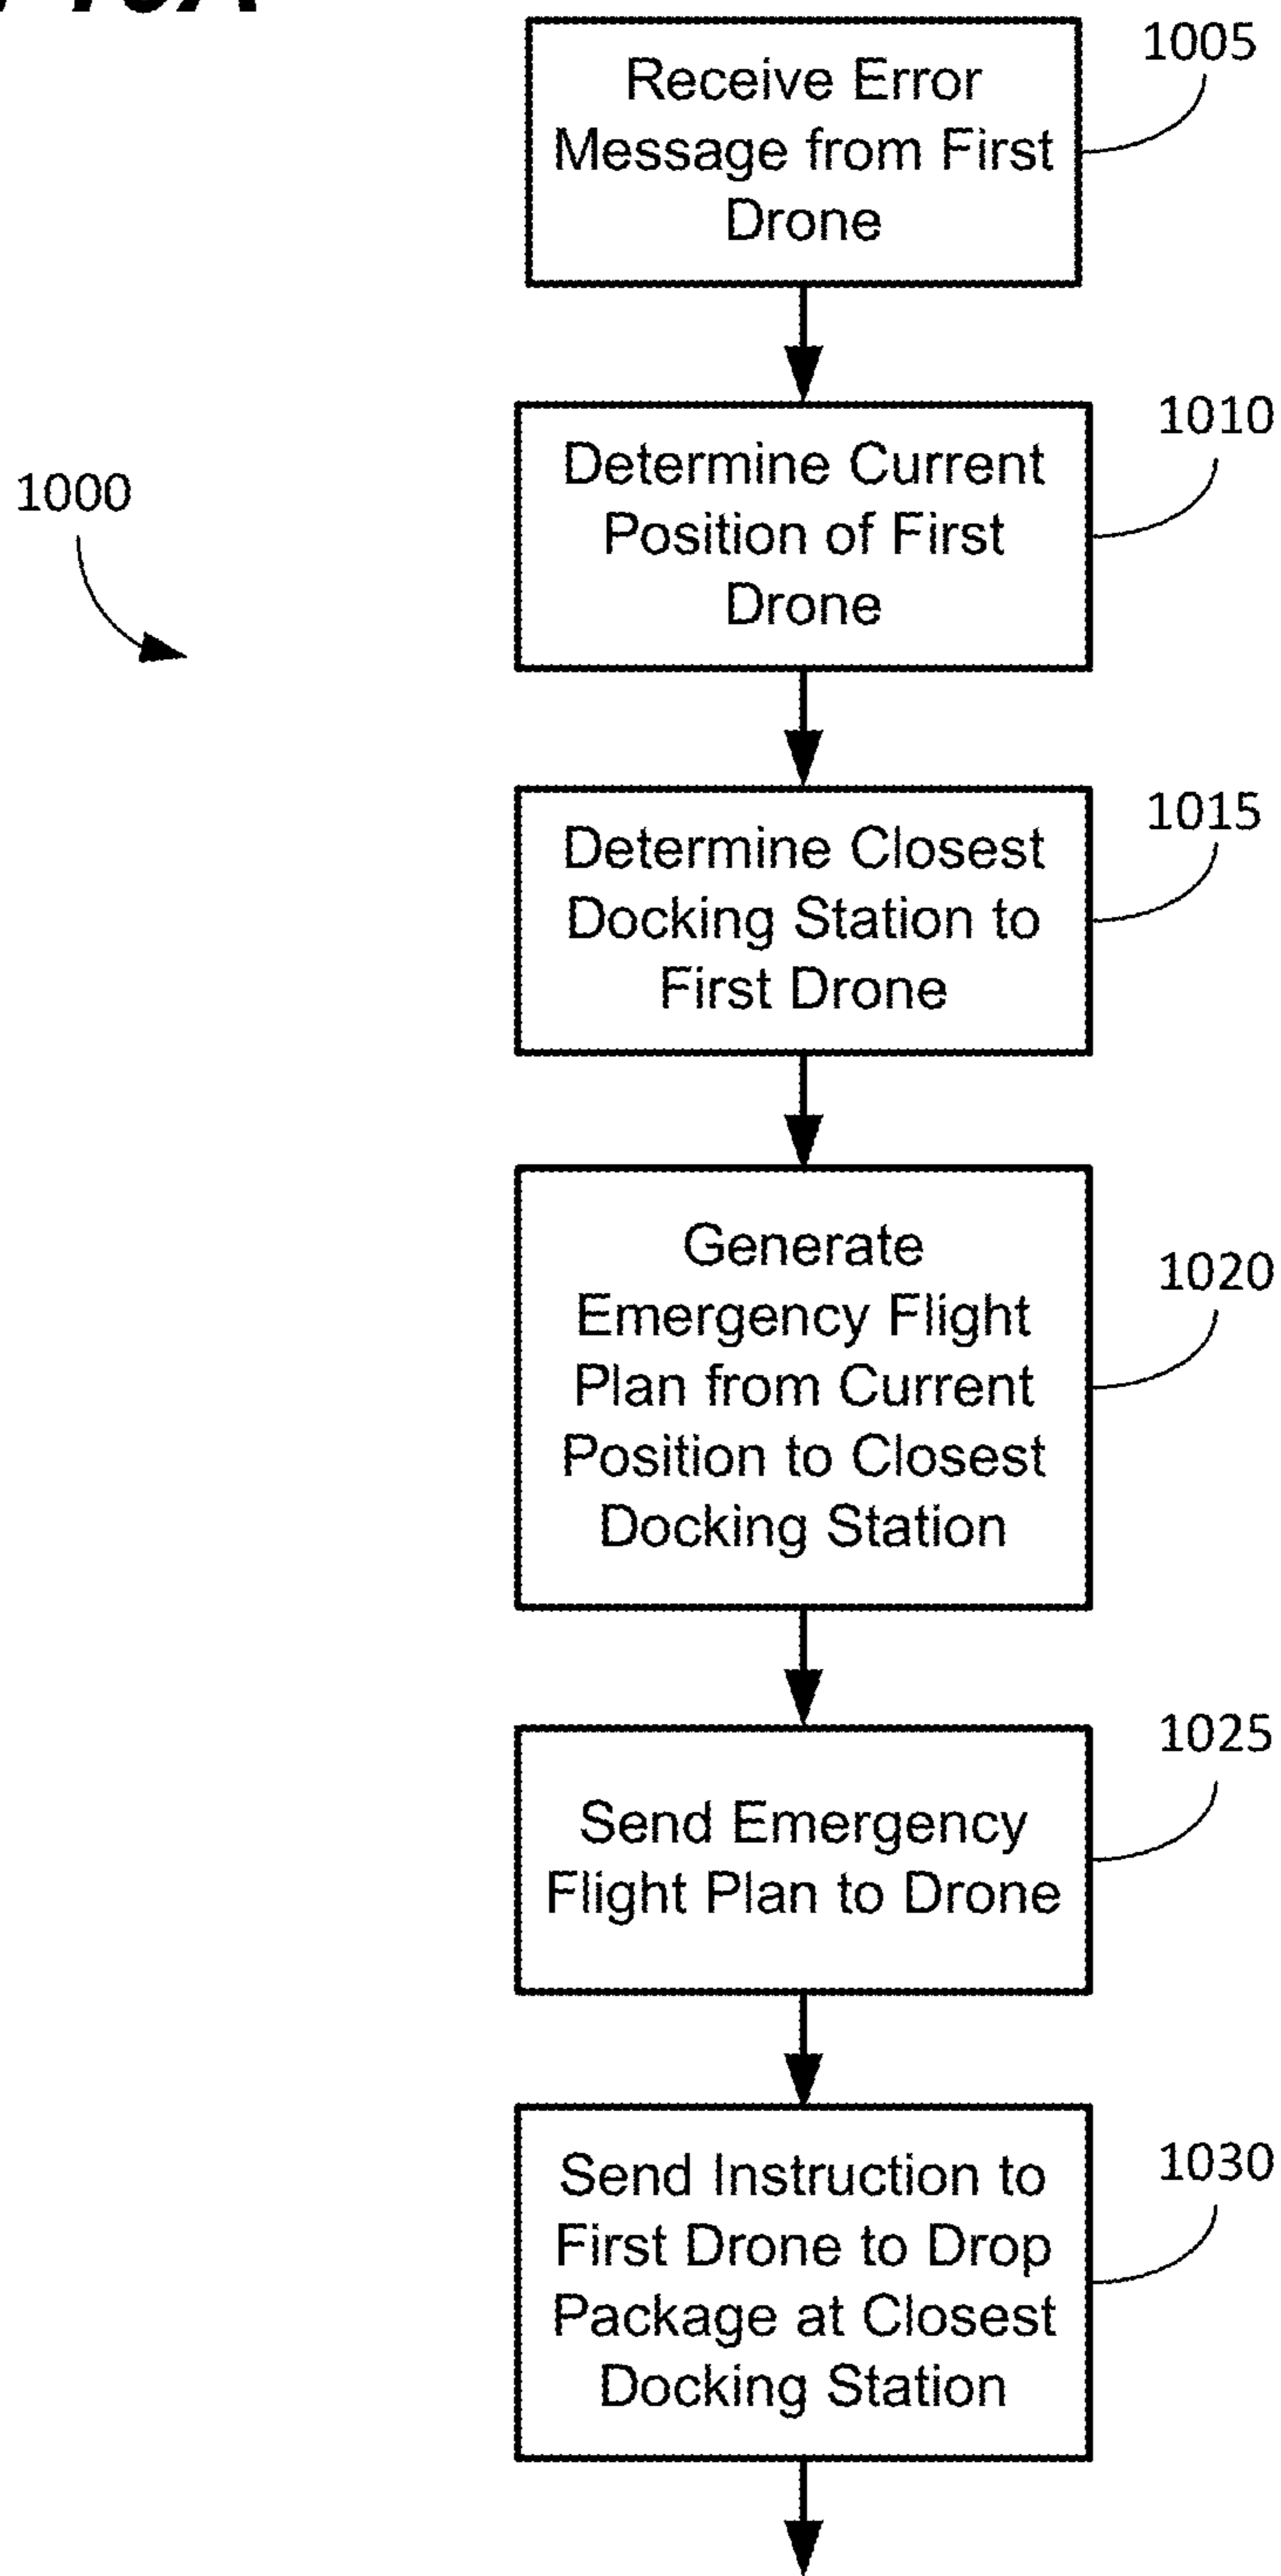 1005
Receive Error
Message from First
Drone
1010
Determine Current
Position of First
Drone
1000
1015
Determine Closest
Docking Station to
First Drone
1020
Generate
Emergency Flight
Plan from Current
Position to Closest
Docking Station
1025
Send Emergency
Flight Plan to Drone
1030
Send Instruction to
First Drone to Drop
Package at Closest
Docking Station